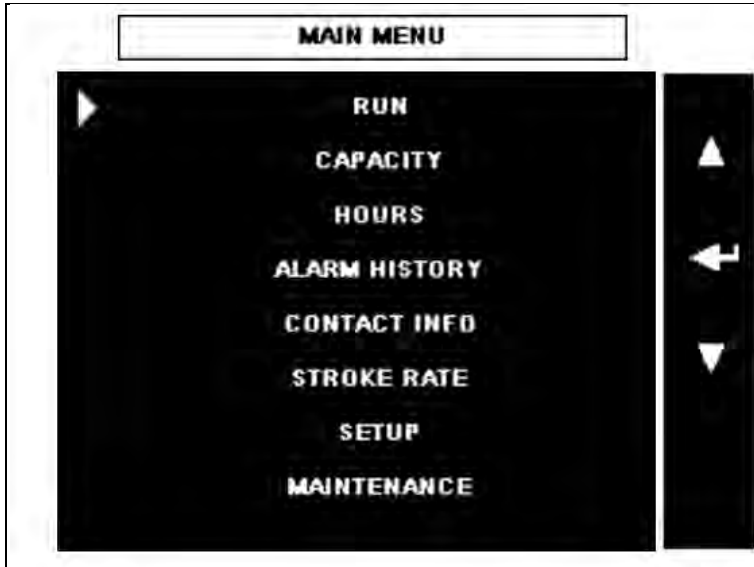 MAIN MENU
RUN
CAPACITY
HOURS
ALARM HISTORY
CONTACT INFO
STROKE RATE
SETUP
MAINTENANCE